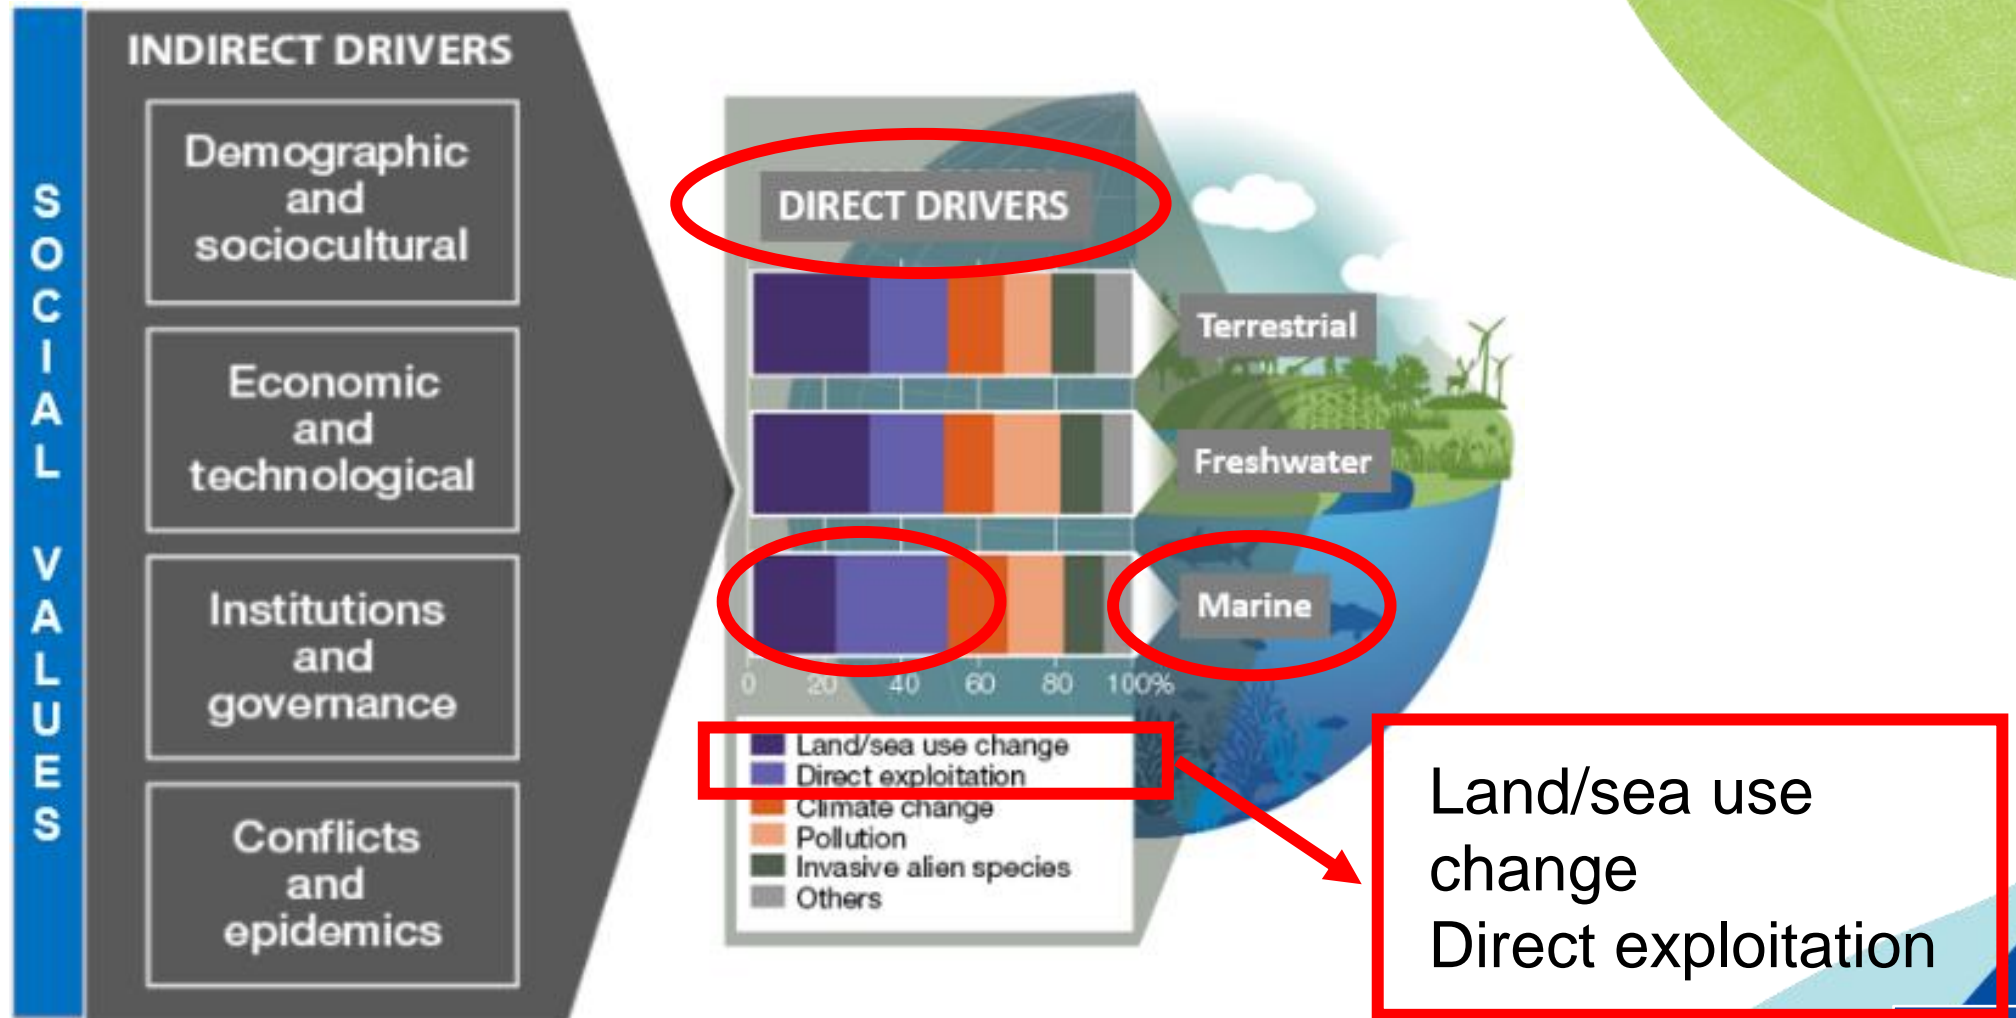 SOCIAL VALUES
INDIRECT DRIVERS
Demographic
and
sociocultural
Economic
and
technological
Institutions
and
governance
Conflicts
and
epidemics
DIRECT DRIVERS
Terrestrial
Freshwater
Marine
0 20 40 60 80 100%
Land/sea use change
Direct exploitation
Climate change
Pollution
Invasive alien species
Others
Land/sea use
change
Direct exploitation